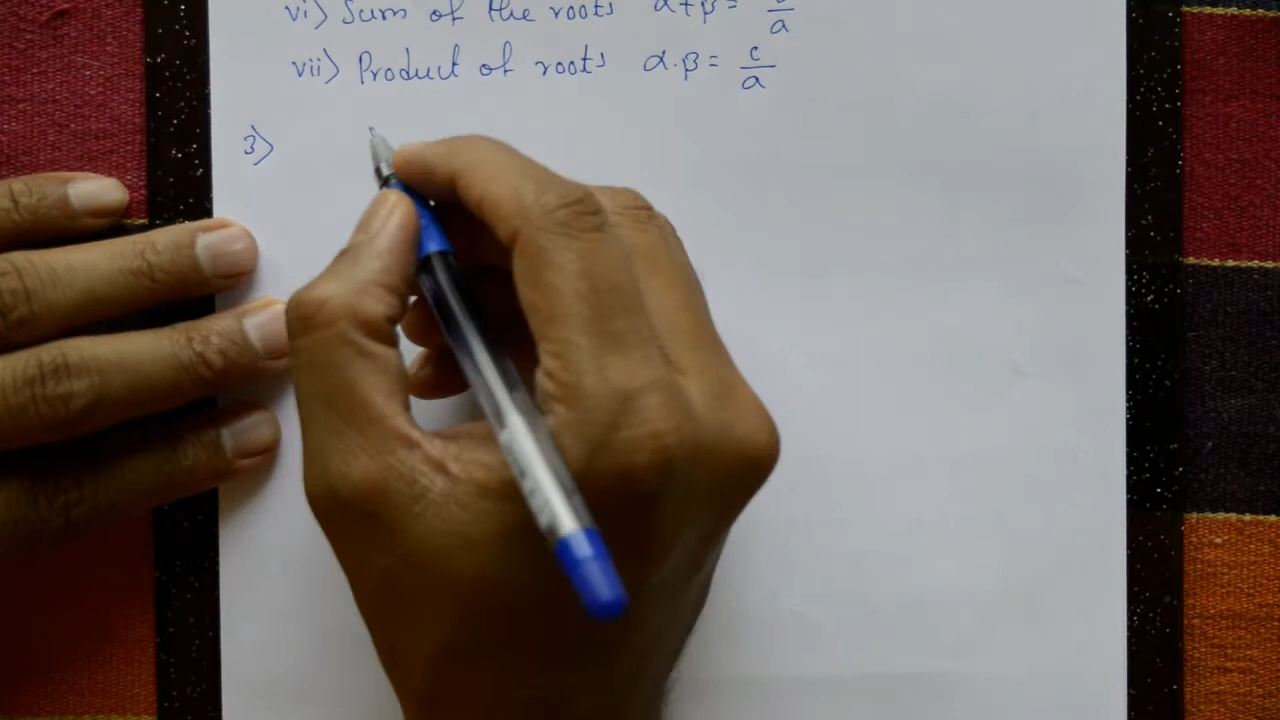 vi) Sum of the roots α+β = /a
vii) Product of roots α.β = c/a
3)